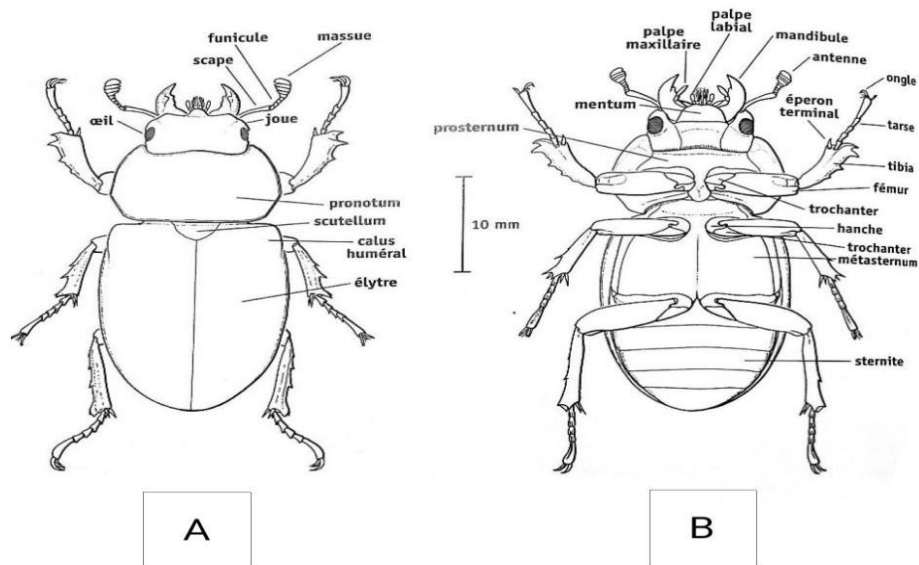 funicule
massue
scape
œil
joue
pronotum
scutellum
calus
huméral
élytre
A
palpe
labial
palpe
maxillaire
mandibule
antenne
mentum
ongle
éperon
terminal
prosternum
tarse
tibia
fémur
trochanter
10 mm
hanche
trochanter
métasternum
sternite
B